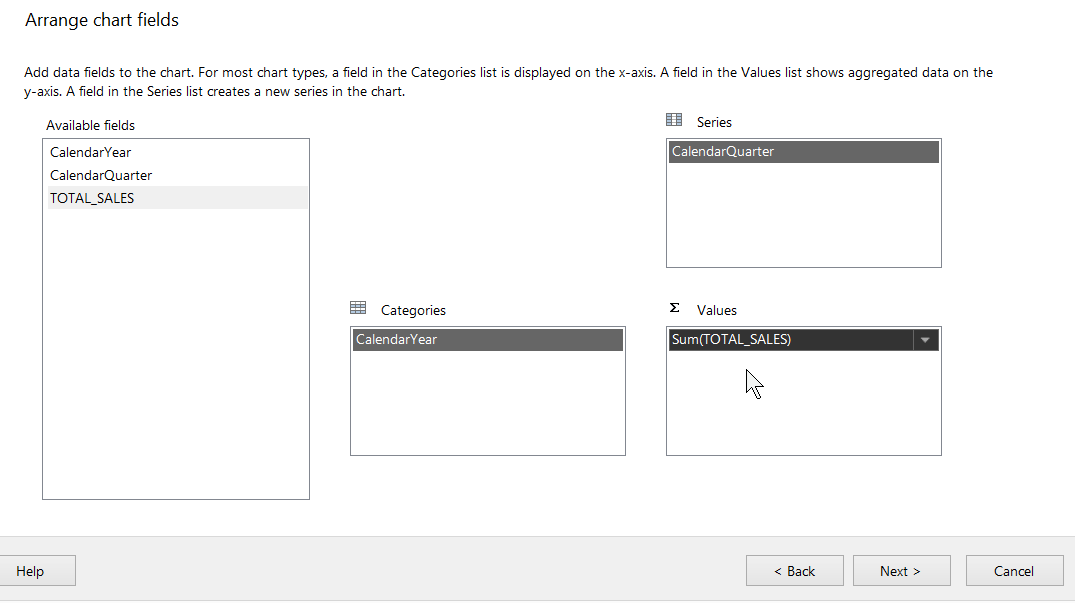 Arrange chart fields
Add data fields to the chart. For most chart types, a field in the Categories list is displayed on the x-axis. A field in the Values list shows aggregated data on the
y-axis. A field in the Series list creates a new series in the chart.
Available fields
CalendarYear
CalendarQuarter
TOTAL_SALES
Series
CalendarQuarter
Categories
CalendarYear
Σ Values
Sum(TOTAL_SALES)
Help
< Back
Next >
Cancel